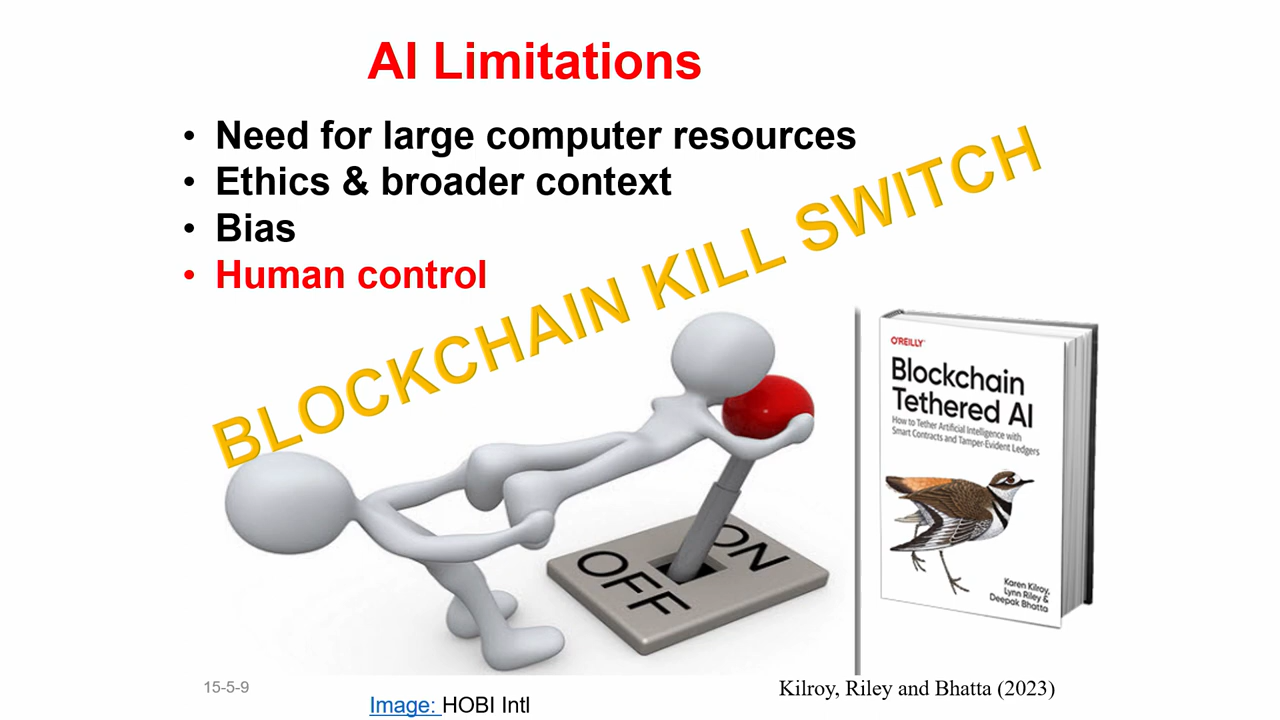 AI Limitations
• Need for large computer resources
• Ethics & broader context
• Bias
• Human control
BLOCKCHAIN KILL SWITCH
OFF
ON
O'REILLY
Blockchain
Tethered AI
How to Tether Artificial Intelligence with
Smart Contracts and Tamper-Evident Ledgers
Karen Kilroy,
Lynn Riley &
Deepak Bhatta
15-5-9
Image: HOBI Intl
Kilroy, Riley and Bhatta (2023)